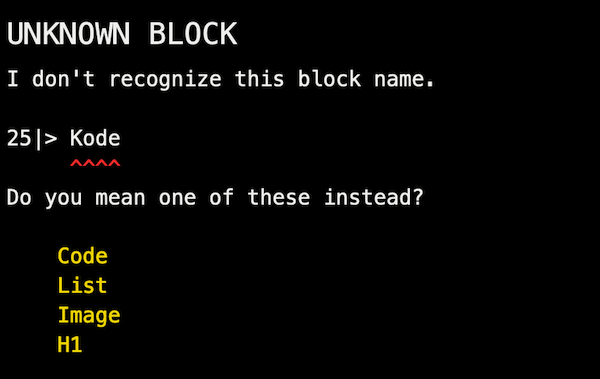 UNKNOWN BLOCK
I don't recognize this block name.
25|> Kode
^^^^
Do you mean one of these instead?
Code
List
Image
H1